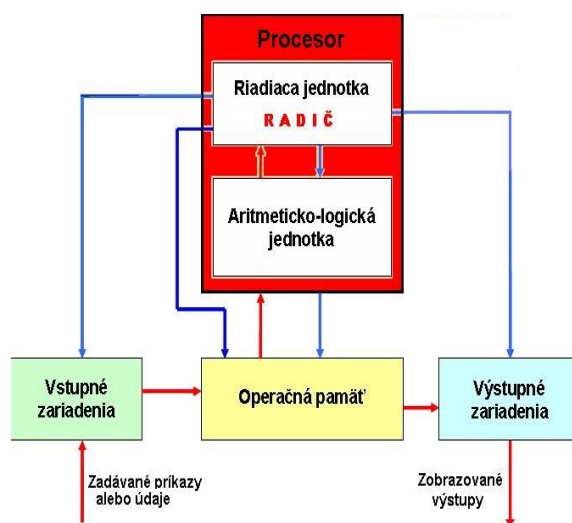 Procesor
Riadiaca jednotka
RADIČ
Aritmeticko-logická
jednotka
Vstupné
zariadenia
Operačná pamäť
Výstupné
zariadenia
Zadávané príkazy
alebo údaje
Zobrazované
výstupy